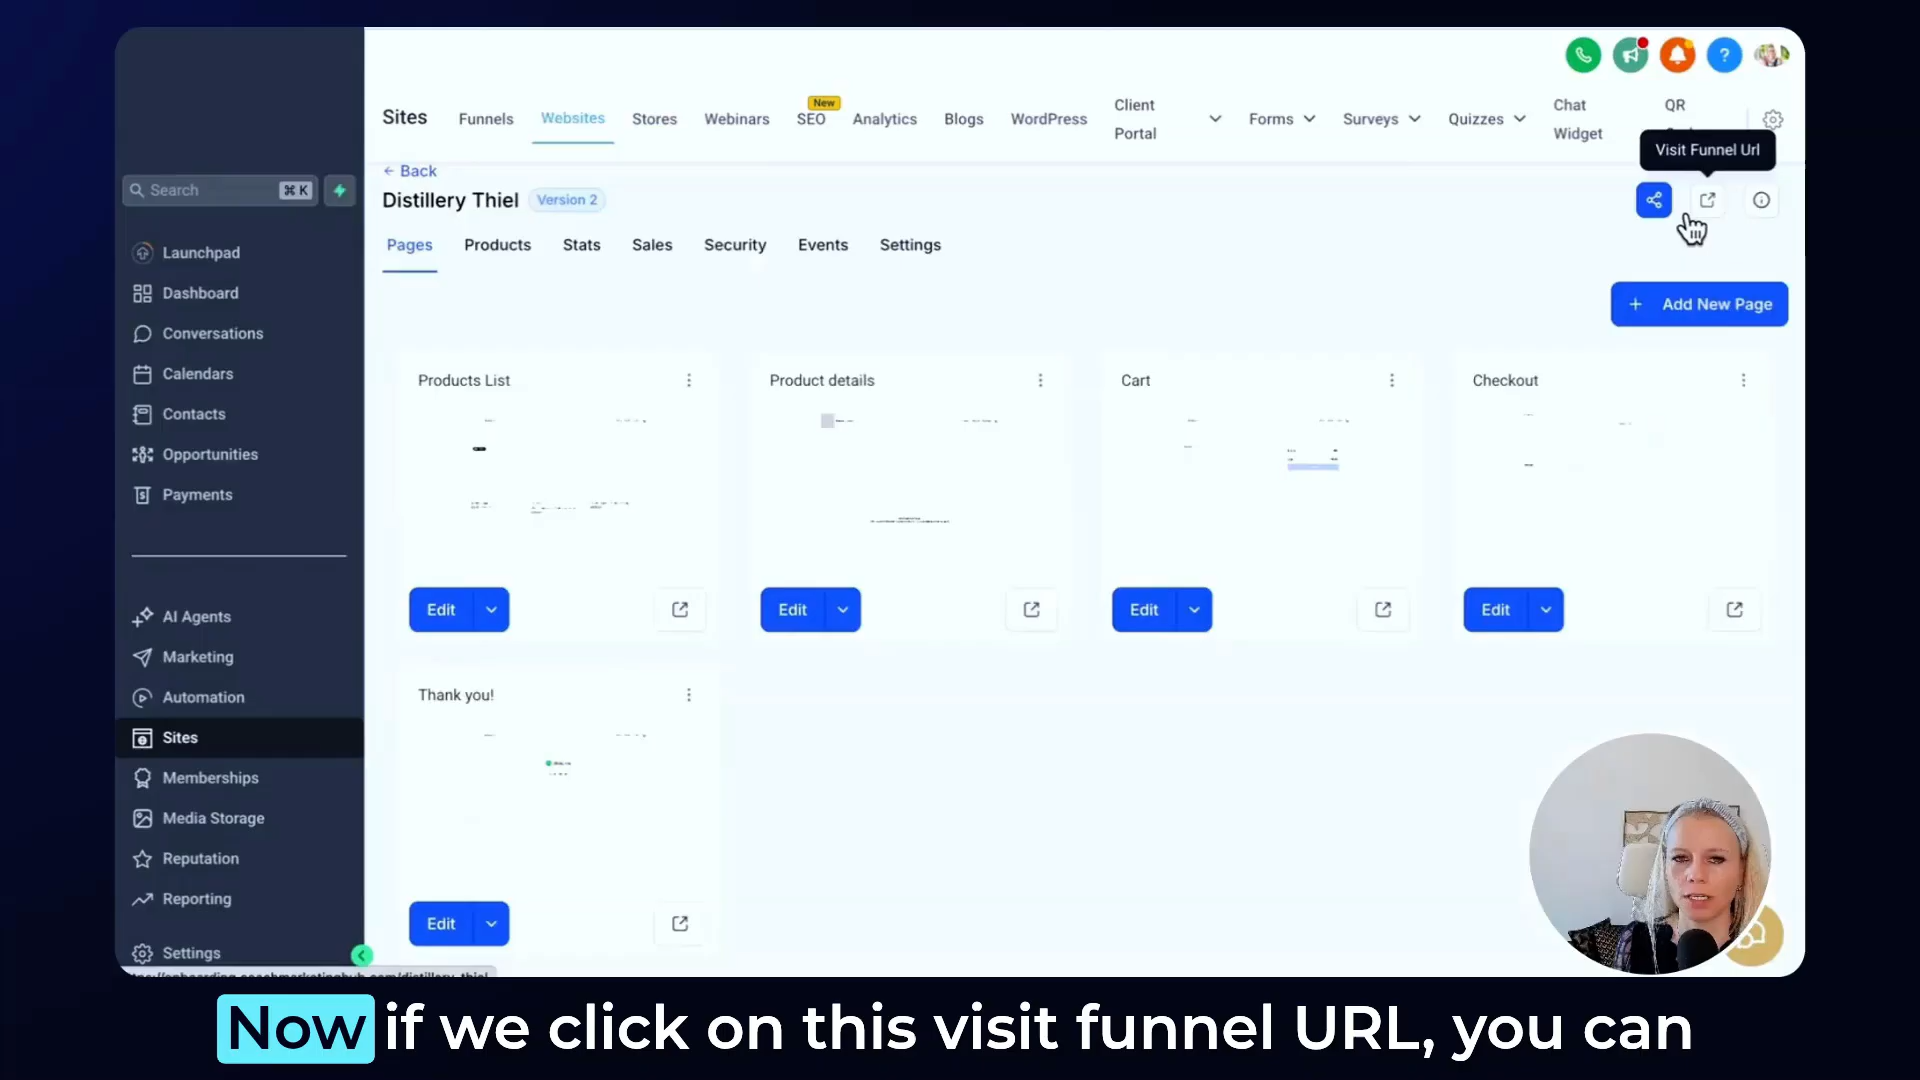 Visit Funnel Url
Sites
Funnels
Websites
Stores
Webinars
New
SEO
Analytics
Blogs
WordPress
Client
Portal
Forms
Surveys
Quizzes
Chat
Widget
QR
← Back
Distillery Thiel
Version 2
Pages
Products
Stats
Sales
Security
Events
Settings
+ Add New Page
Search
⌘ K
Launchpad
Dashboard
Conversations
Calendars
Contacts
Opportunities
Payments
AI Agents
Marketing
Automation
Sites
Memberships
Media Storage
Reputation
Reporting
Settings
Products List
Edit
Product details
Edit
Cart
Edit
Checkout
Edit
Thank you!
Edit
Now if we click on this visit funnel URL, you can